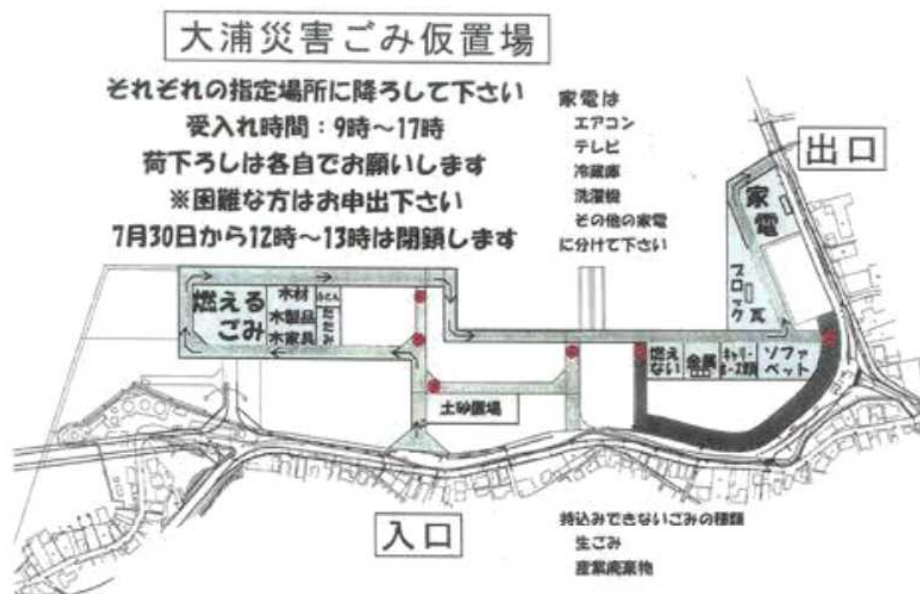 大浦災害ごみ仮置場
それぞれの指定場所に降ろして下さい
受入れ時間：9時～17時
荷下ろしは各自でお願いします
※困難な方はお申出下さい
7月30日から12時～13時は閉鎖します
家電は
エアコン
テレビ
冷蔵庫
洗濯機
その他の家電
に分けて下さい
出口
家電
ブロック
瓦
燃える
ごみ
木材
木製品
木家具
ふとん
たたみ
燃え
ない
金属
ソファ
ベット
土砂置場
入口
持込みできないごみの種類
生ごみ
産業廃棄物